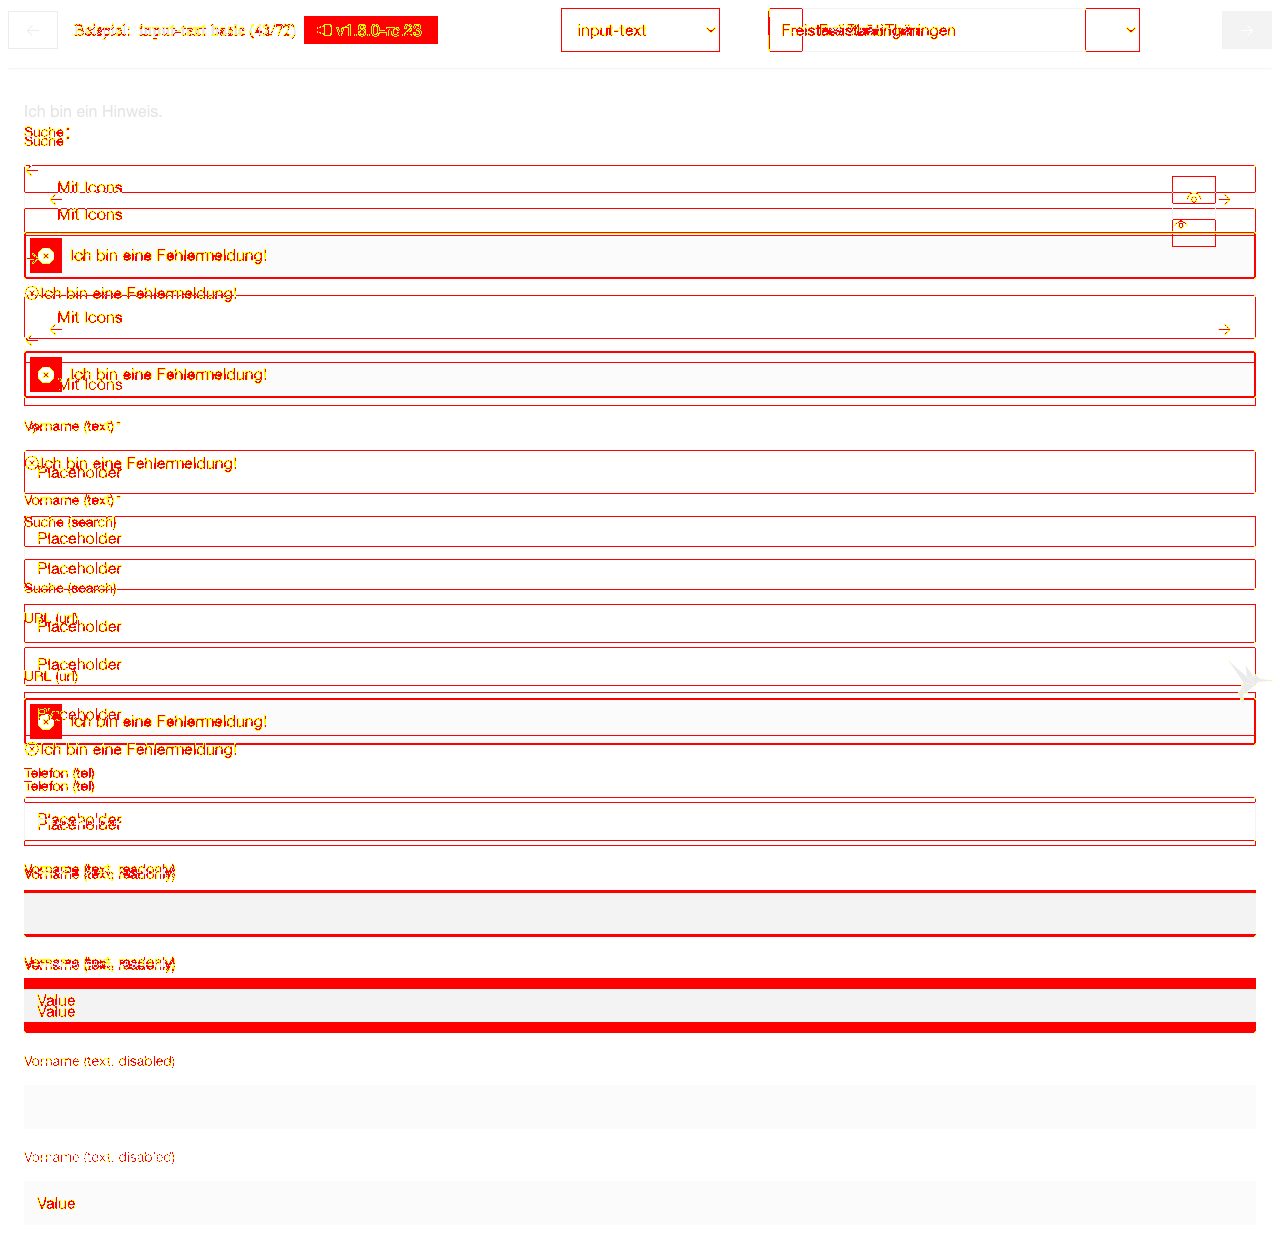 Beispiel: input-text basic (43/77) v1.6.0-rc.23 input-text Freistaat Thüringen
Ich bin ein Hinweis.
Suche*
Suche*
Mit Icons
Mit Icons
Ich bin eine Fehlermeldung!
Ich bin eine Fehlermeldung!
Mit Icons
Ich bin eine Fehlermeldung!
Mit Icons
Vorname (text)*
Ich bin eine Fehlermeldung!
Placeholder
Vorname (text)*
Suche (search)
Placeholder
Placeholder
Suche (search)
URL (url)
Placeholder
Placeholder
URL (url)
Placeholder
Ich bin eine Fehlermeldung!
Ich bin eine Fehlermeldung!
Telefon (tel)
Telefon (tel)
Placeholder
Placeholder
Vorname (text, readonly)
Vorname (text, readonly)
Vorname (text, readonly)
Value
Value
Vorname (text, disabled)
Vorname (text, disabled)
Value